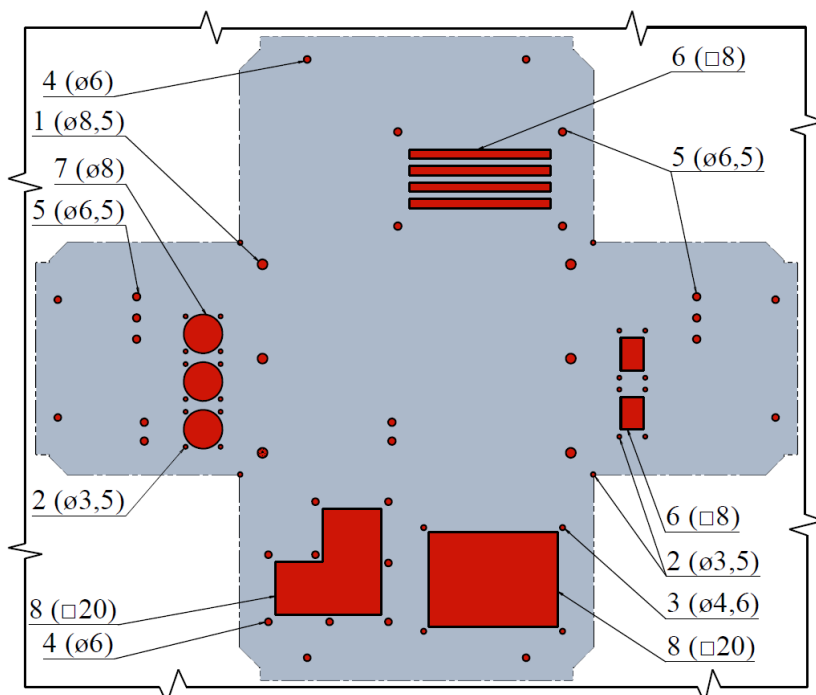 4 (ø6)
6 (□8)
1 (ø8,5)
7 (ø8)
5 (ø6,5)
5 (ø6,5)
2 (ø3,5)
6 (□8)
2 (ø3,5)
3 (ø4,6)
8 (□20)
4 (ø6)
8 (□20)